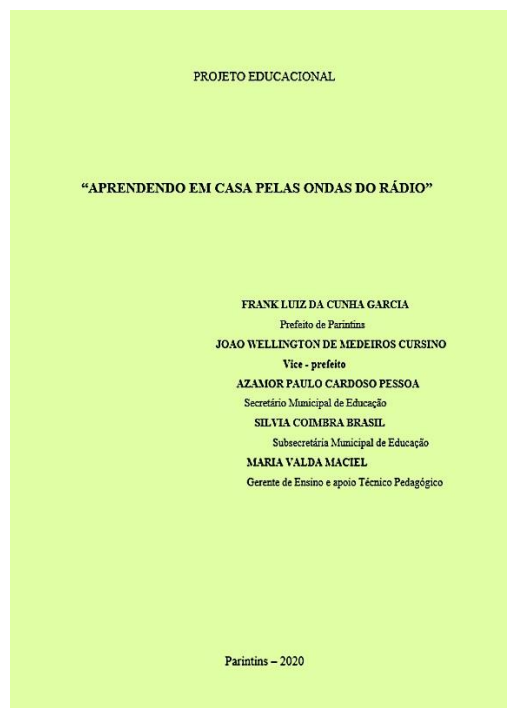 PROJETO EDUCACIONAL
“APRENDENDO EM CASA PELAS ONDAS DO RÁDIO”
FRANK LUIZ DA CUNHA GARCIA
Prefeito de Parintins
JOAO WELLINGTON DE MEDEIROS CURSINO
Vice - prefeito
AZAMOR PAULO CARDOSO PESSOA
Secretário Municipal de Educação
SILVIA COIMBRA BRASIL
Subsecretária Municipal de Educação
MARIA VALDA MACIEL
Gerente de Ensino e apoio Técnico Pedagógico
Parintins – 2020